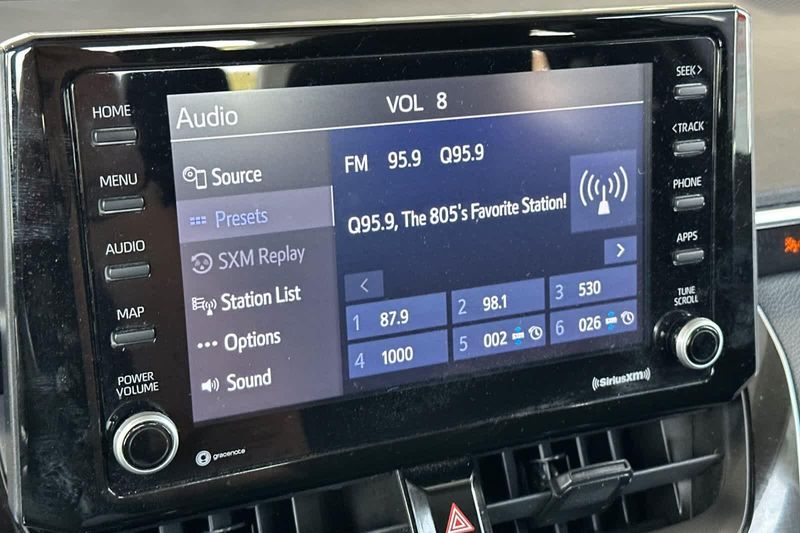 HOME
MENU
AUDIO
MAP
POWER
VOLUME
gracenote
Audio
VOL 8
Source
Presets
SXM Replay
Station List
Options
Sound
FM 95.9 Q95.9
Q95.9, The 805's Favorite Station!
<
>
1 87.9
2 98.1
3 530
4 1000
5 002 SXM
6 026 SXM
((SiriusXM))
SEEK>
<TRACK
PHONE
APPS
TUNE
SCROLL